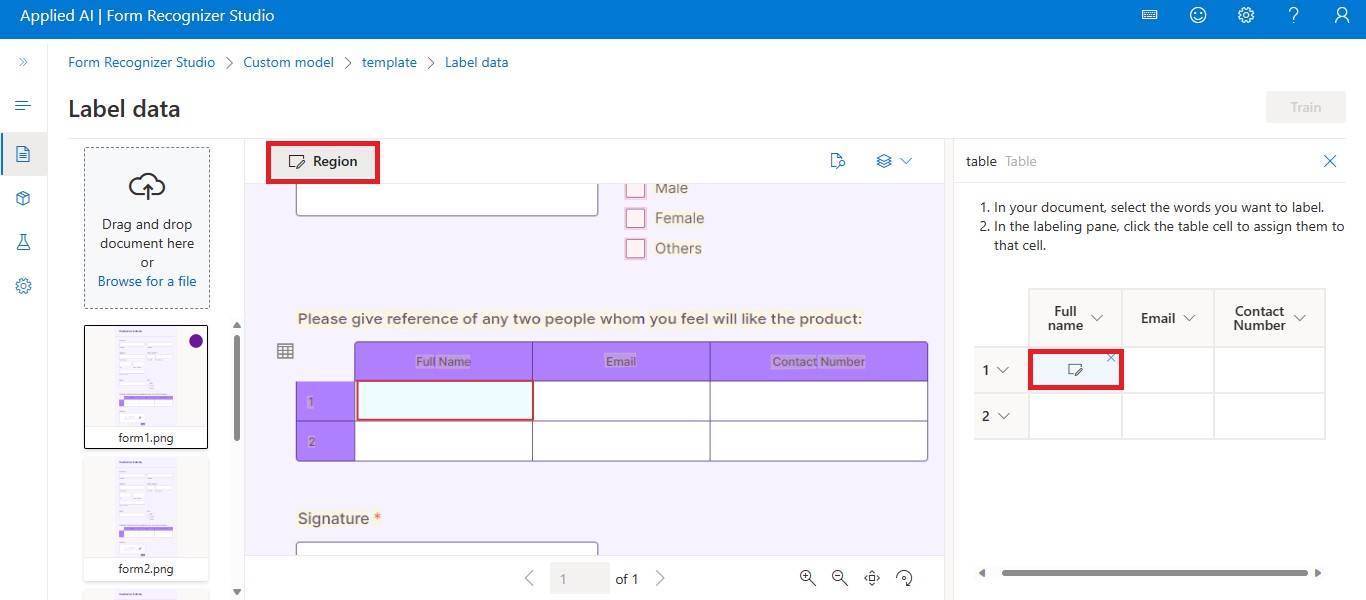 Applied AI | Form Recognizer Studio
Form Recognizer Studio > Custom model > template > Label data
Label data
Train
Drag and drop
document here
or
Browse for a file
form1.png
form2.png
Region
Male
Female
Others
Please give reference of any two people whom you feel will like the product:
Full Name Email Contact Number
1
2
Signature *
1 of 1
table Table
1. In your document, select the words you want to label.
2. In the labeling pane, click the table cell to assign them to
that cell.
Full
name
Email
Contact
Number
1
2